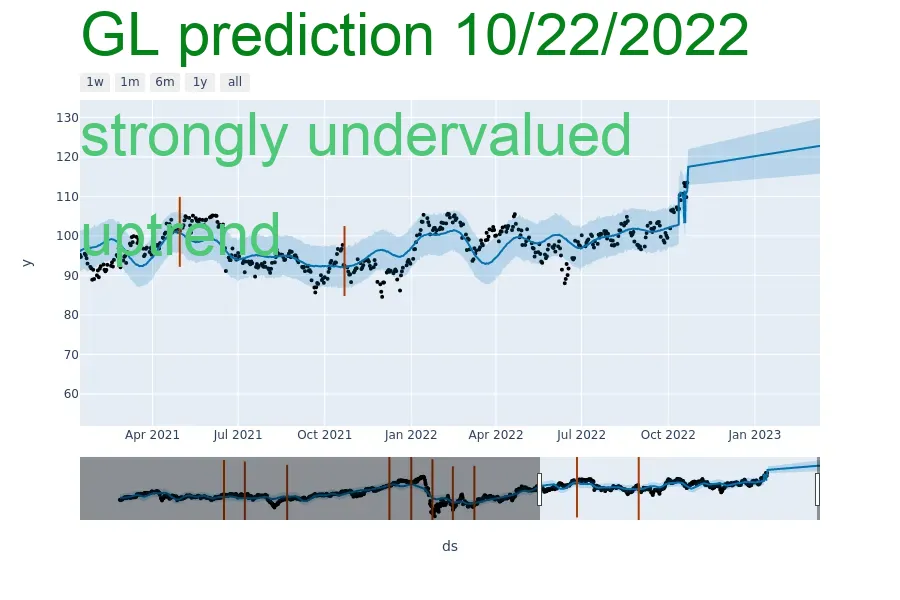 GL prediction 10/22/2022
1w 1m 6m 1y all
130
strongly undervalued
120
110
uptrend
100
90
80
70
60
y
Apr 2021 Jul 2021 Oct 2021 Jan 2022 Apr 2022 Jul 2022 Oct 2022 Jan 2023
ds